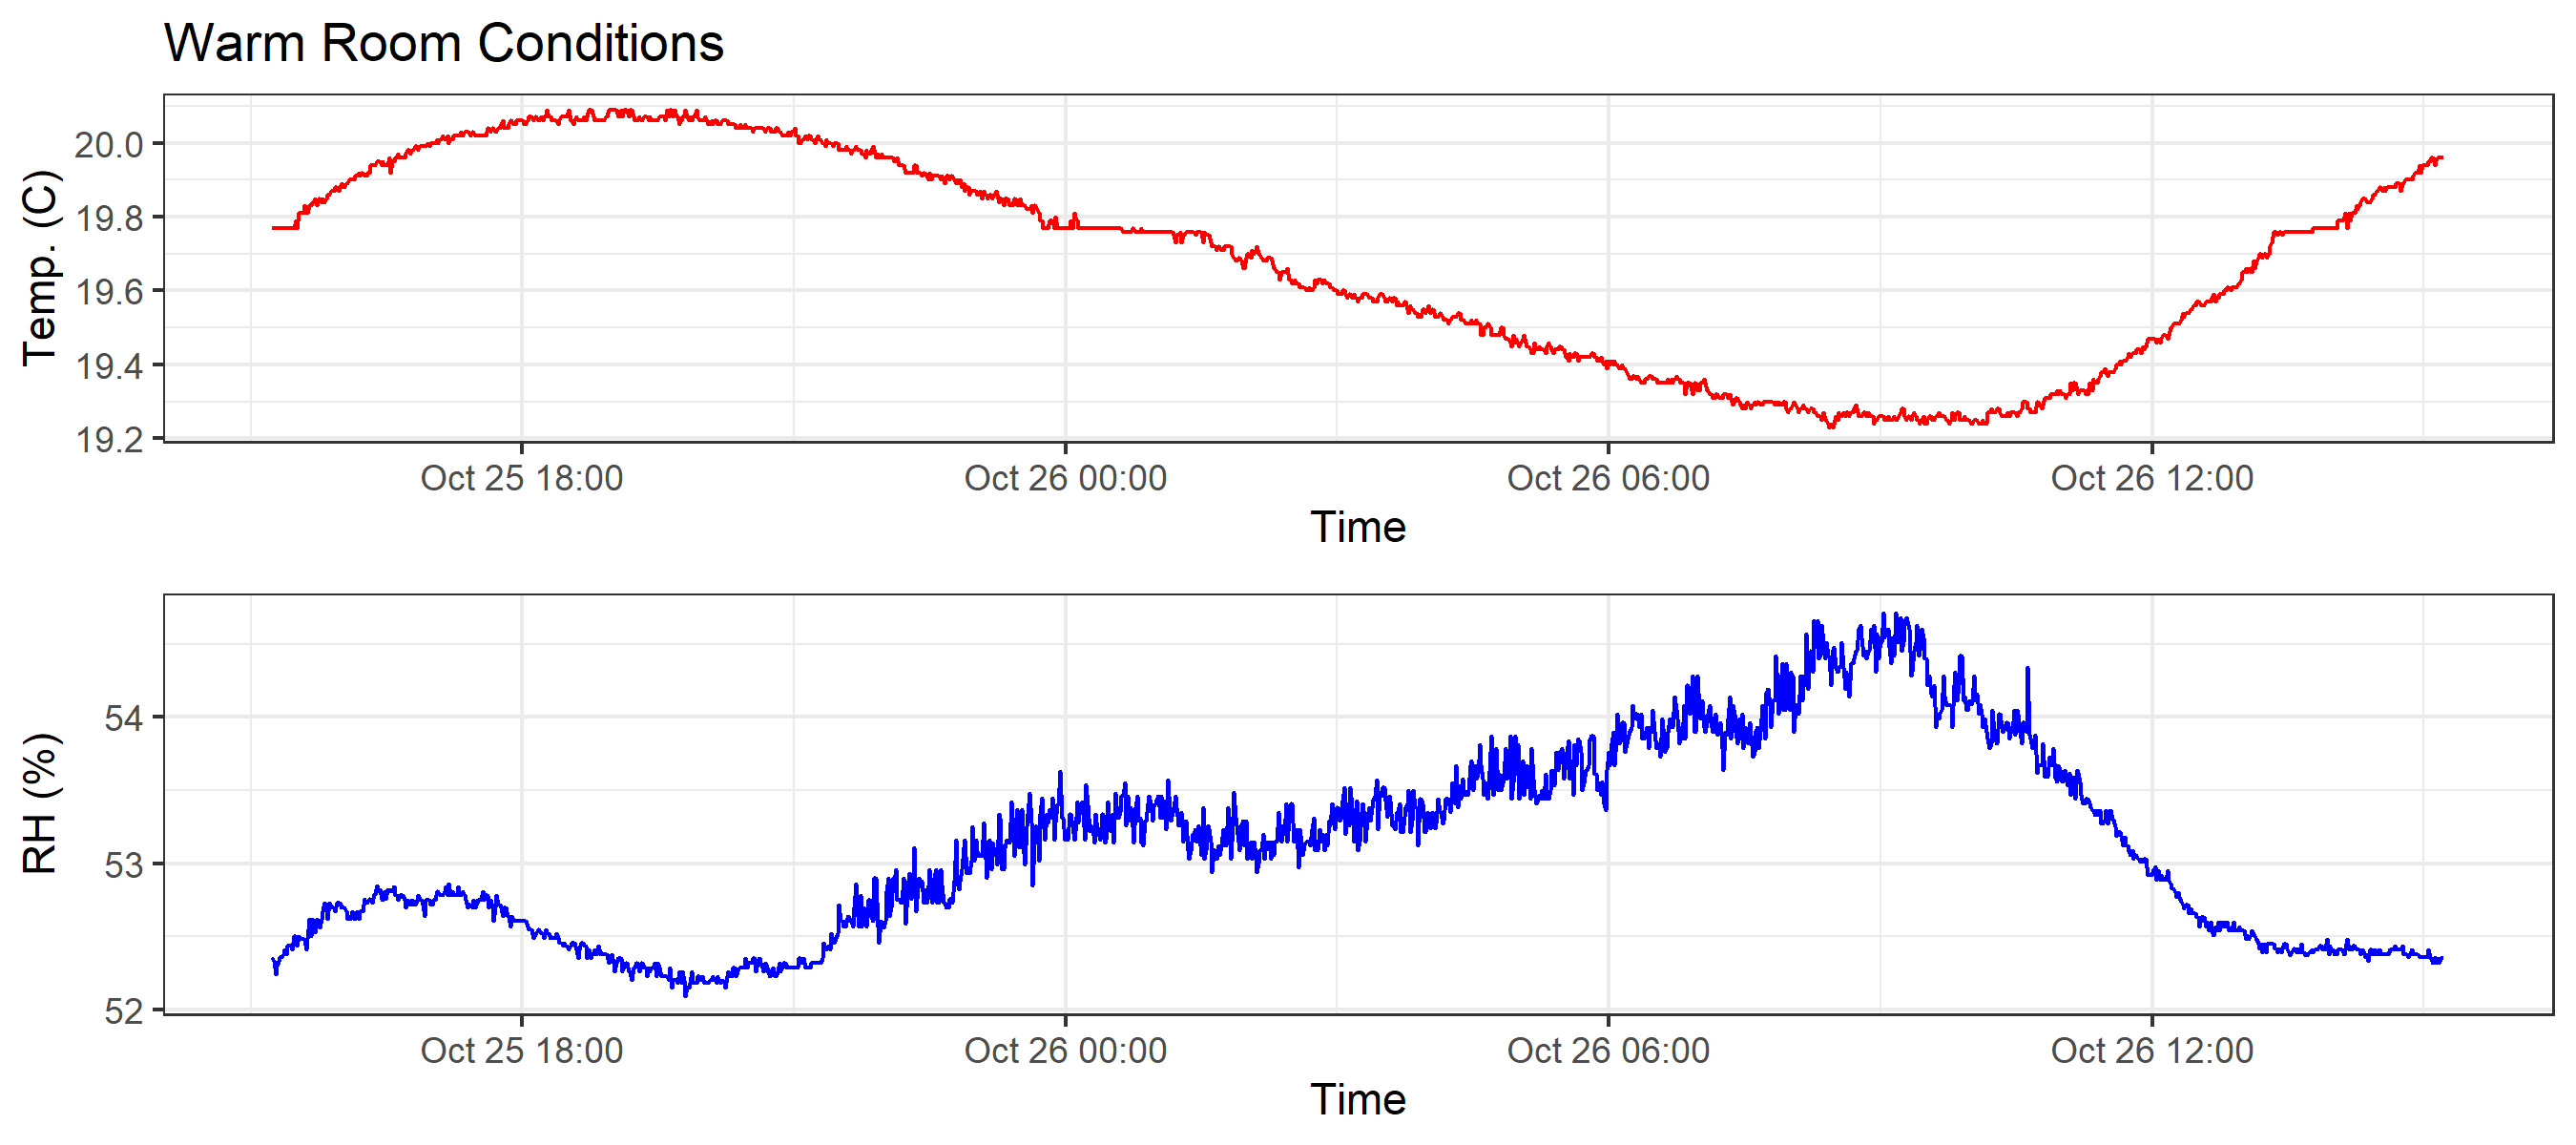 Warm Room Conditions
Temp. (C)
20.0
19.8
19.6
19.4
19.2
Oct 25 18:00 Oct 26 00:00 Oct 26 06:00 Oct 26 12:00
Time
RH (%)
54
53
52
Oct 25 18:00 Oct 26 00:00 Oct 26 06:00 Oct 26 12:00
Time